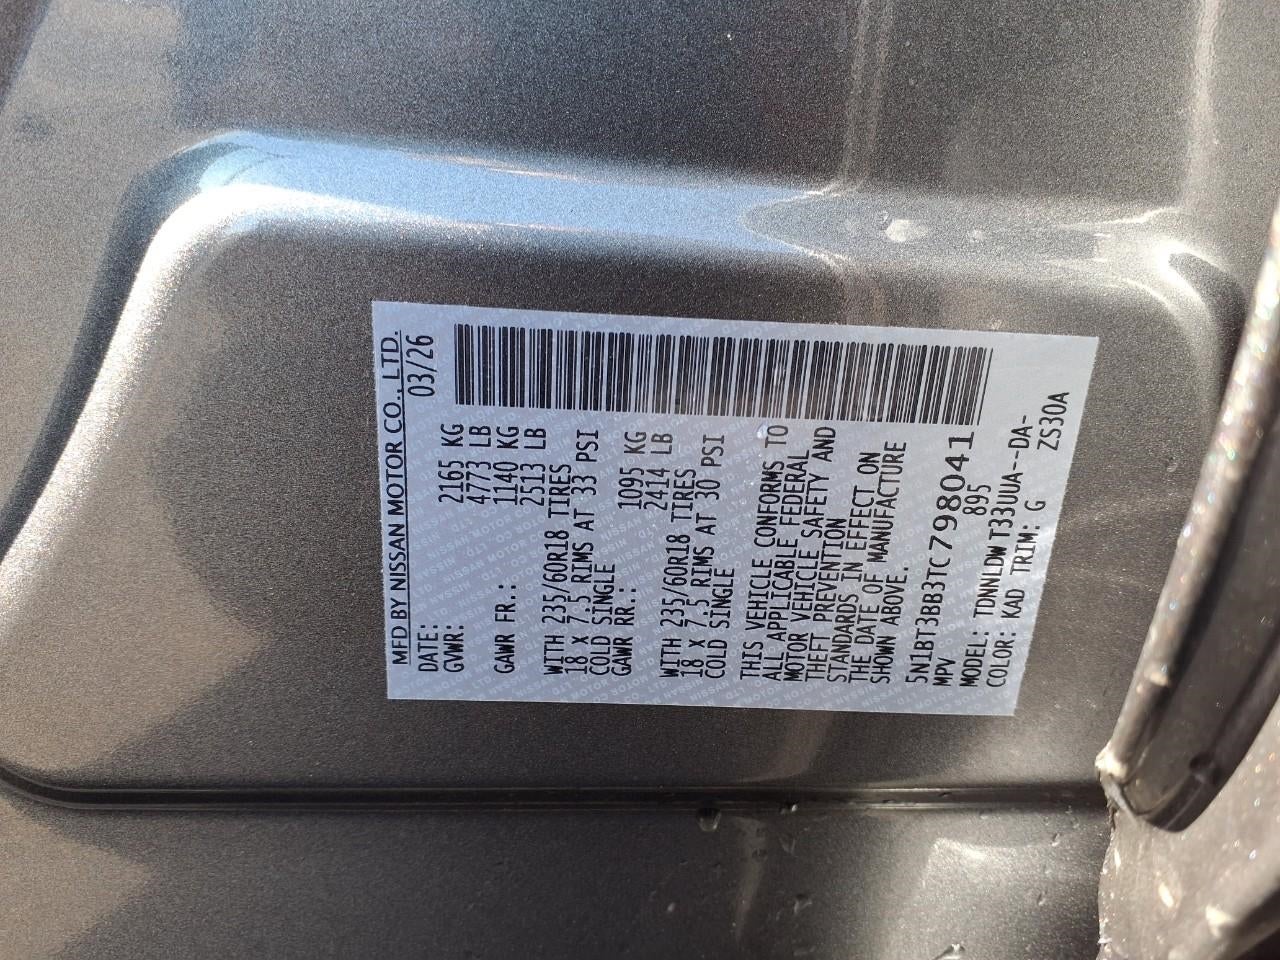 MFD BY NISSAN MOTOR CO., LTD.
DATE: 03/26
GVWR: 2165 KG
4773 LB
GAWR FR.: 1140 KG
2513 LB
WITH 235/60R18 TIRES
18 X 7.5 RIMS AT 33 PSI
COLD SINGLE
GAWR RR.: 1095 KG
2414 LB
WITH 235/60R18 TIRES
18 X 7.5 RIMS AT 30 PSI
COLD SINGLE
THIS VEHICLE CONFORMS TO
ALL APPLICABLE FEDERAL
MOTOR VEHICLE SAFETY AND
THEFT PREVENTION
STANDARDS IN EFFECT ON
THE DATE OF MANUFACTURE
SHOWN ABOVE.
5N1BT3BB3TC798041
MPV 895
MODEL: TDNNLDW T33UUA--DA-
COLOR: KAD TRIM: G ZS30A